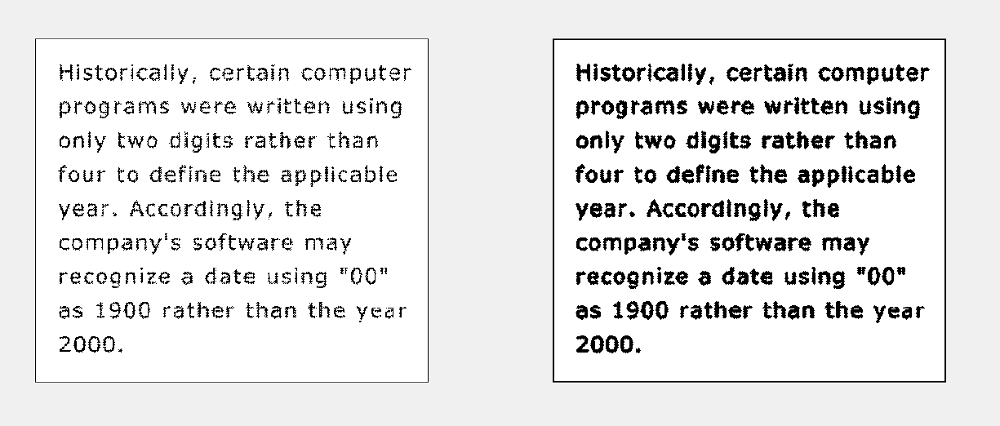 Historically, certain computer
programs were written using
only two digits rather than
four to define the applicable
year. Accordingly, the
company's software may
recognize a date using "00"
as 1900 rather than the year
2000.
Historically, certain computer
programs were written using
only two digits rather than
four to define the applicable
year. Accordingly, the
company's software may
recognize a date using "00"
as 1900 rather than the year
2000.